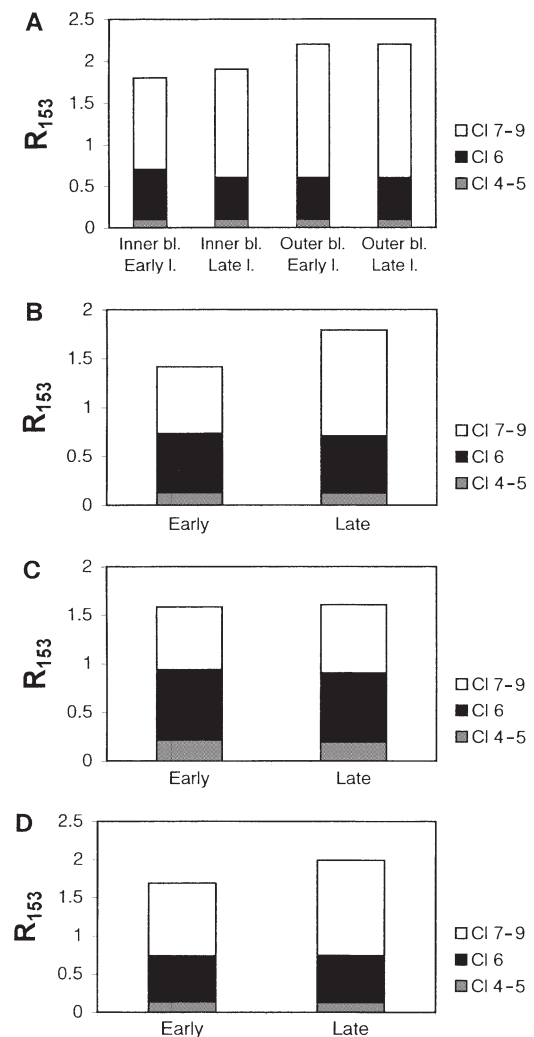 A
2.5
2
1.5
1
0.5
0
R153
Inner bl. Inner bl. Outer bl. Outer bl.
Early l. Late l. Early l. Late l.
Cl 7-9
Cl 6
Cl 4-5
B
2
1.5
1
0.5
0
R153
Early Late
Cl 7-9
Cl 6
Cl 4-5
C
2
1.5
1
0.5
0
R153
Early Late
Cl 7-9
Cl 6
Cl 4-5
D
2.5
2
1.5
1
0.5
0
R153
Early Late
Cl 7-9
Cl 6
Cl 4-5